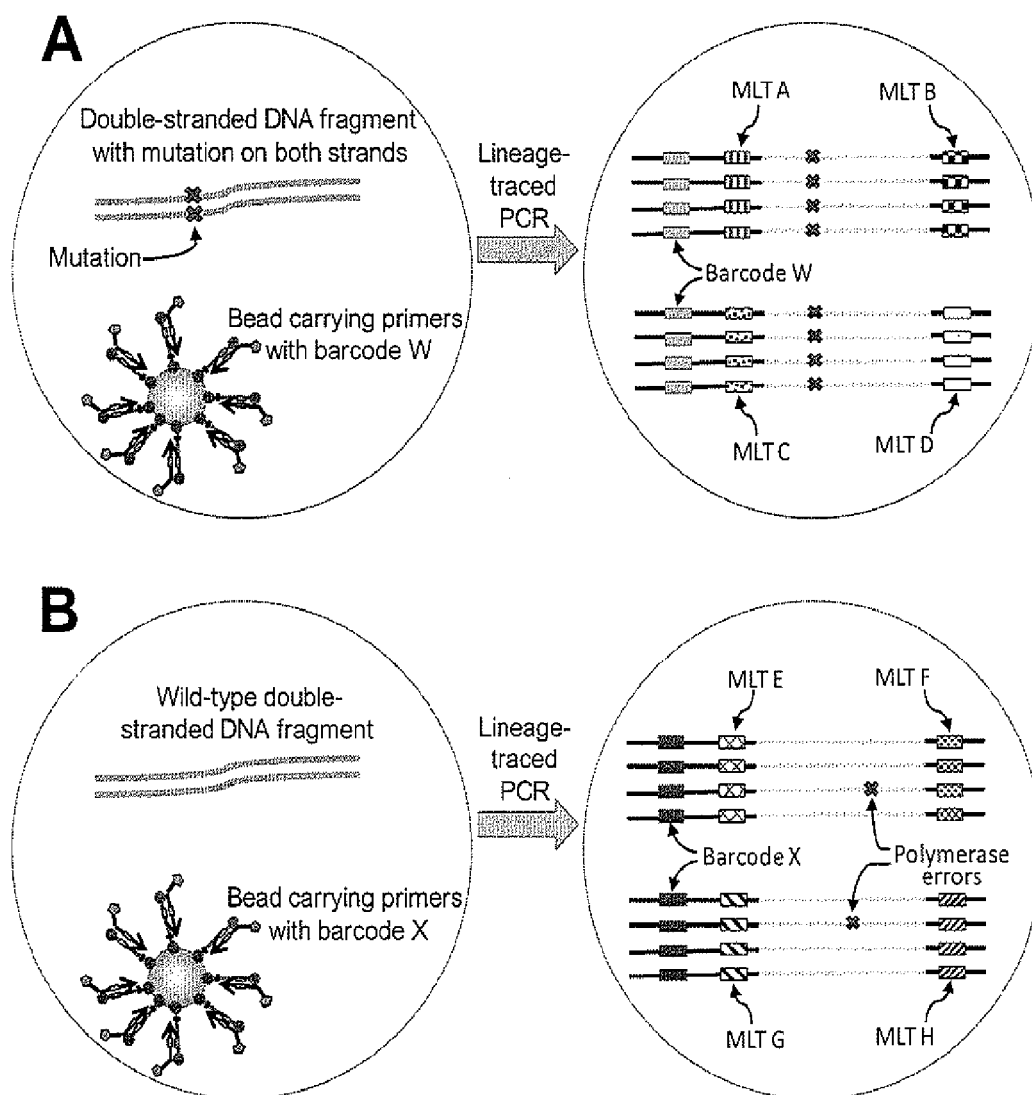 A
Double-stranded DNA fragment
with mutation on both strands
Mutation
Bead carrying primers
with barcode W
Lineage-
traced
PCR
MLT A
MLT B
Barcode W
MLT C
MLT D
B
Wild-type double-
stranded DNA fragment
Bead carrying primers
with barcode X
Lineage-
traced
PCR
MLT E
MLT F
Barcode X
Polymerase
errors
MLT G
MLT H